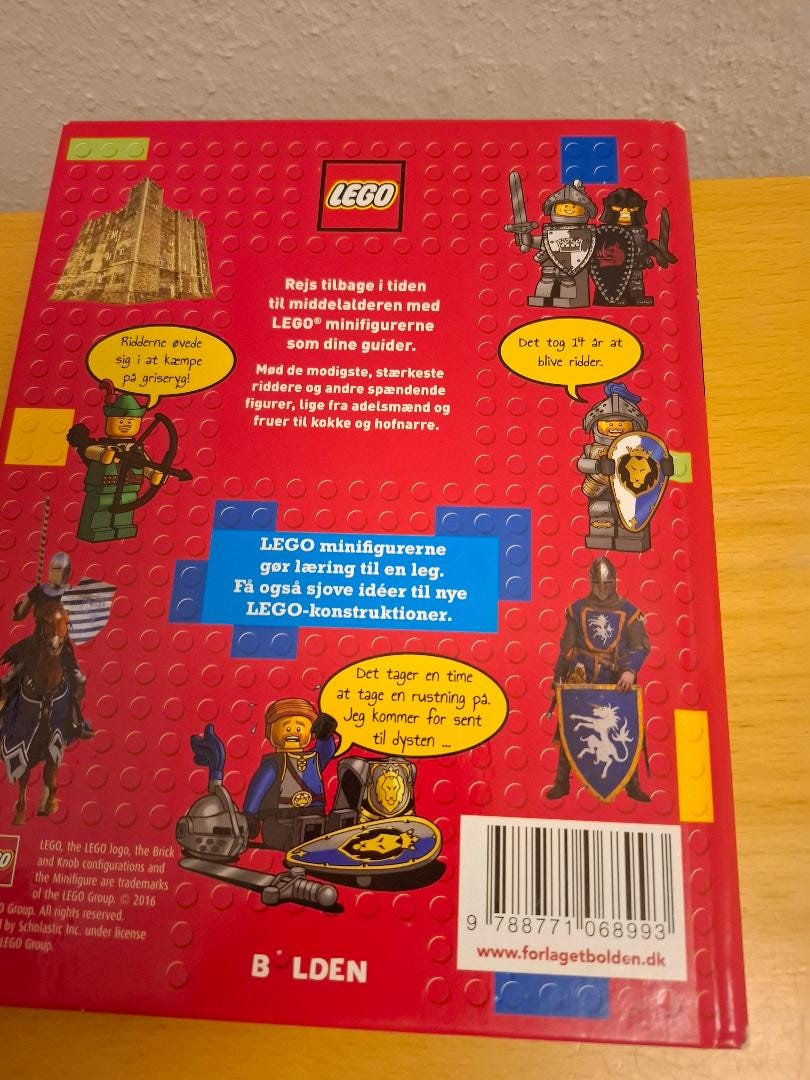 LEGO
Rejs tilbage i tiden
til middelalderen med
LEGO® minifigurerne
som dine guider.
Mød de modigste, stærkeste
riddere og andre spændende
figurer, lige fra adelsmænd og
fruer til kokke og hofnarre.
Ridderne øvede
sig i at kæmpe
på griseryg!
Det tog 14 år at
blive ridder.
LEGO minifigurerne
gør læring til en leg.
Få også sjove idéer til nye
LEGO-konstruktioner.
Det tager en time
at tage en rustning på.
Jeg kommer for sent
til dysten ...
LEGO, the LEGO logo, the Brick
and Knob configurations and
the Minifigure are trademarks
of the LEGO Group. © 2016
Group. All rights reserved.
by Scholastic Inc. under license
LEGO Group.
B LDEN
9 788771 068993
www.forlagetbolden.dk